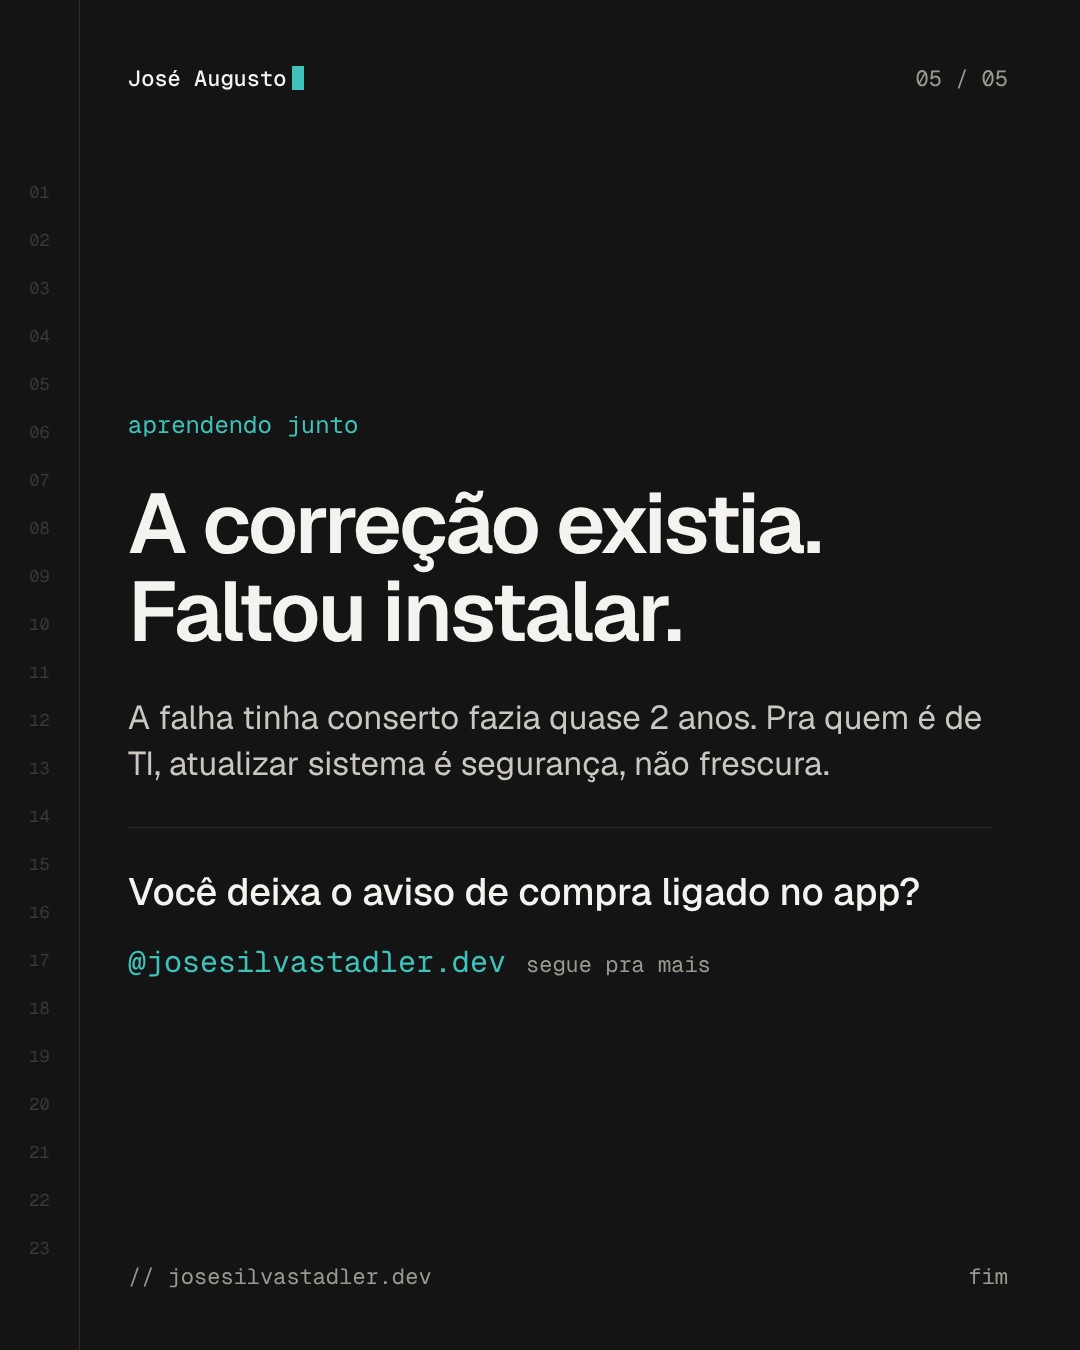 José Augusto
05 / 05
01
02
03
04
05
06
07
08
09
10
11
12
13
14
15
16
17
18
19
20
21
22
23
aprendendo junto
A correção existia.
Faltou instalar.
A falha tinha conserto fazia quase 2 anos. Pra quem é de
TI, atualizar sistema é segurança, não frescura.
Você deixa o aviso de compra ligado no app?
@josesilvastadler.dev segue pra mais
// josesilvastadler.dev
fim